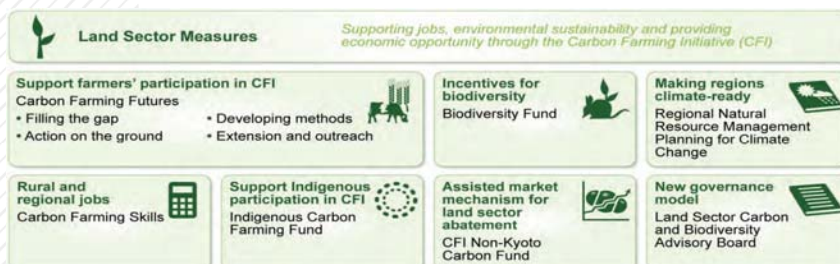 Land Sector Measures
Supporting jobs, environmental sustainability and providing
economic opportunity through the Carbon Farming Initiative (CFI)
Support farmers' participation in CFI
Carbon Farming Futures
• Filling the gap
• Action on the ground
• Developing methods
• Extension and outreach
Incentives for
biodiversity
Biodiversity Fund
Making regions
climate-ready
Regional Natural
Resource Management
Planning for Climate
Change
Rural and
regional jobs
Carbon Farming Skills
Support Indigenous
participation in CFI
Indigenous Carbon
Farming Fund
Assisted market
mechanism for
land sector
abatement
CFI Non-Kyoto
Carbon Fund
New governance
model
Land Sector Carbon
and Biodiversity
Advisory Board